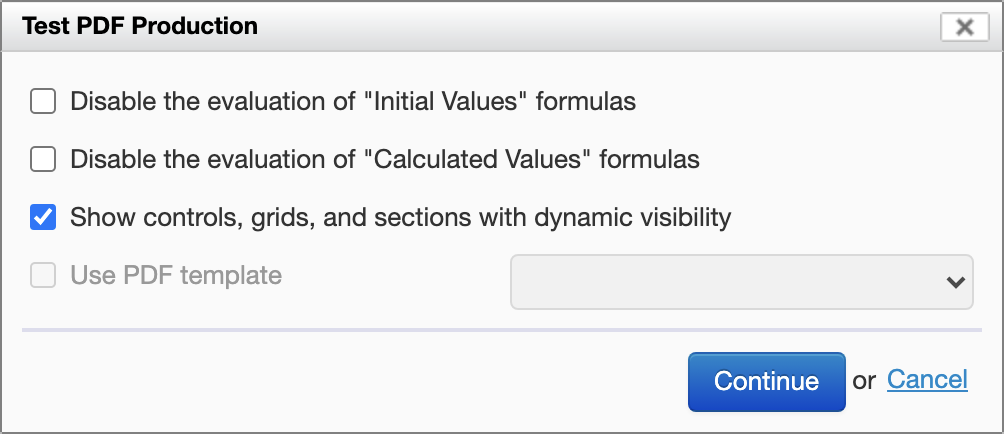 Test PDF Production
Disable the evaluation of "Initial Values" formulas
Disable the evaluation of "Calculated Values" formulas
Show controls, grids, and sections with dynamic visibility
Use PDF template
Continue or Cancel